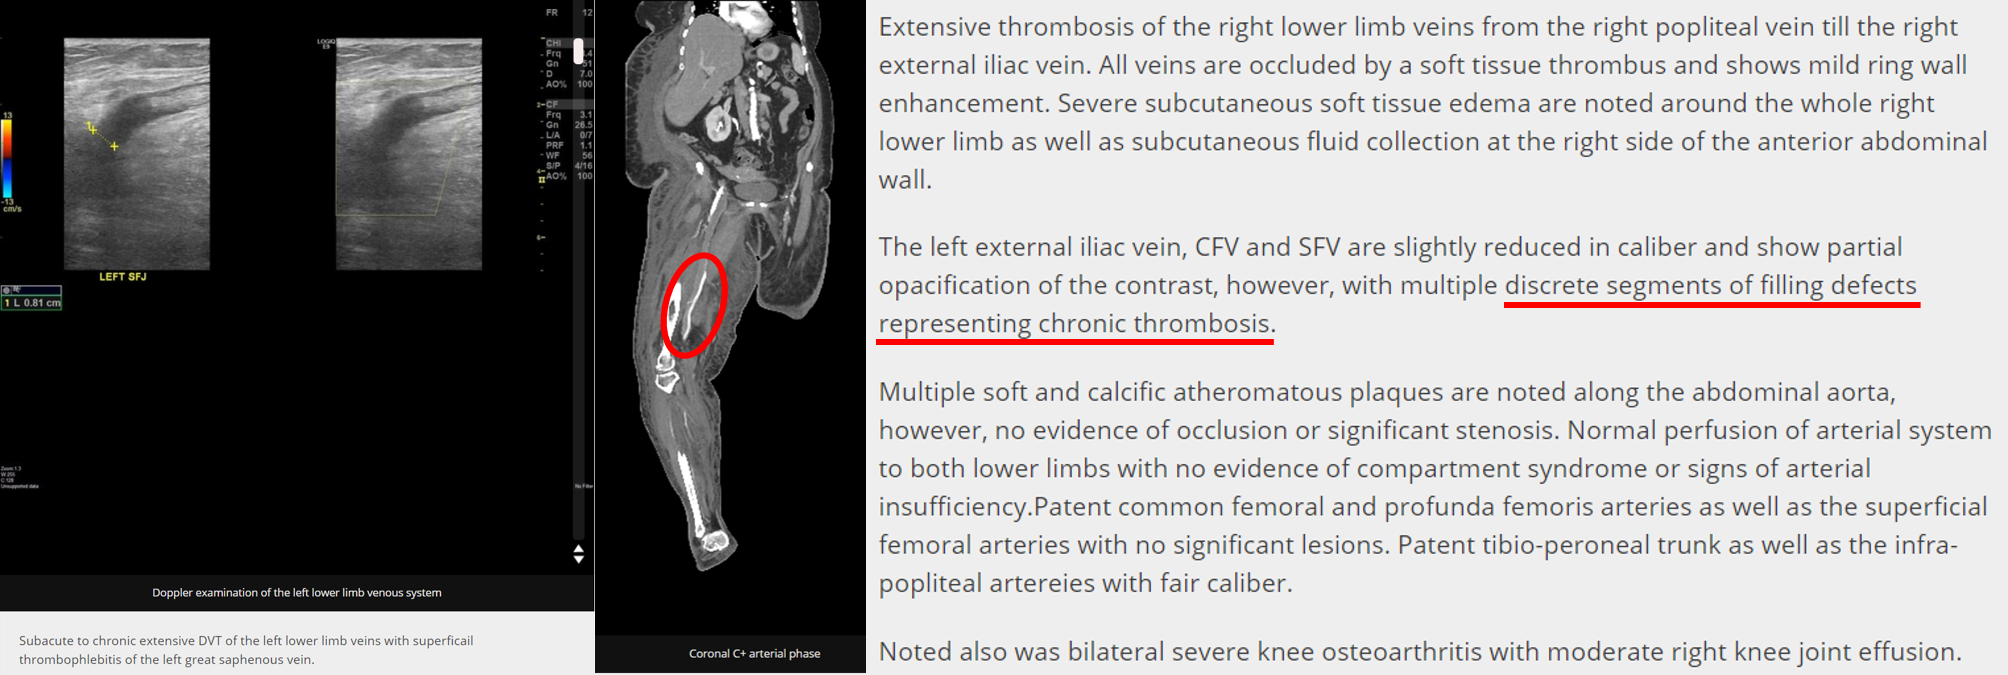 FR 12
CHI
Frq 3.4
Gn 51
D 7.0
AO% 100
CF
Frq 3.1
Gn 26.5
L/A 0/7
PRF 1.1
WF 56
S/P 4/16
AO% 100
LOGIQ
E9
13
-13
cm/s
LEFT SFJ
1 L 0.81 cm
Zoom: 1.3
Unsupported data
No Filter
Doppler examination of the left lower limb venous system
Subacute to chronic extensive DVT of the left lower limb veins with superficail
thrombophlebitis of the left great saphenous vein.
Coronal C+ arterial phase
Extensive thrombosis of the right lower limb veins from the right popliteal vein till the right
external iliac vein. All veins are occluded by a soft tissue thrombus and shows mild ring wall
enhancement. Severe subcutaneous soft tissue edema are noted around the whole right
lower limb as well as subcutaneous fluid collection at the right side of the anterior abdominal
wall.
The left external iliac vein, CFV and SFV are slightly reduced in caliber and show partial
opacification of the contrast, however, with multiple discrete segments of filling defects
representing chronic thrombosis.
Multiple soft and calcific atheromatous plaques are noted along the abdominal aorta,
however, no evidence of occlusion or significant stenosis. Normal perfusion of arterial system
to both lower limbs with no evidence of compartment syndrome or signs of arterial
insufficiency.Patent common femoral and profunda femoris arteries as well as the superficial
femoral arteries with no significant lesions. Patent tibio-peroneal trunk as well as the infra-
popliteal artereies with fair caliber.
Noted also was bilateral severe knee osteoarthritis with moderate right knee joint effusion.